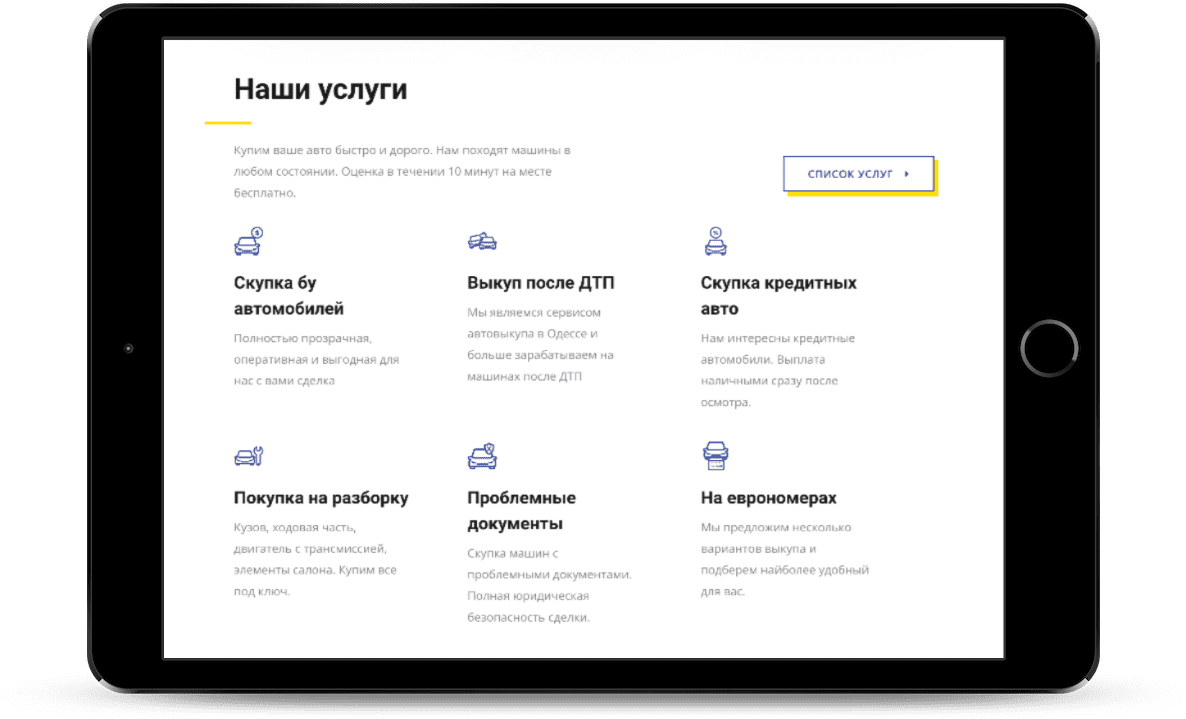 Наши услуги
Купим ваше авто быстро и дорого. Нам походят машины в
любом состоянии. Оценка в течении 10 минут на месте
бесплатно.
СПИСОК УСЛУГ
Скупка бу
автомобилей
Полностью прозрачная,
оперативная и выгодная для
нас с вами сделка
Выкуп после ДТП
Мы являемся сервисом
автовыкупа в Одессе и
больше зарабатываем на
машинах после ДТП
Скупка кредитных
авто
Нам интересны кредитные
автомобили. Выплата
наличными сразу после
осмотра.
Покупка на разборку
Кузов, ходовая часть,
двигатель с трансмиссией,
элементы салона. Купим все
под ключ.
Проблемные
документы
Скупка машин с
проблемными документами.
Полная юридическая
безопасность сделки.
На еврономерах
Мы предложим несколько
вариантов выкупа и
подберем найболее удобный
для вас.